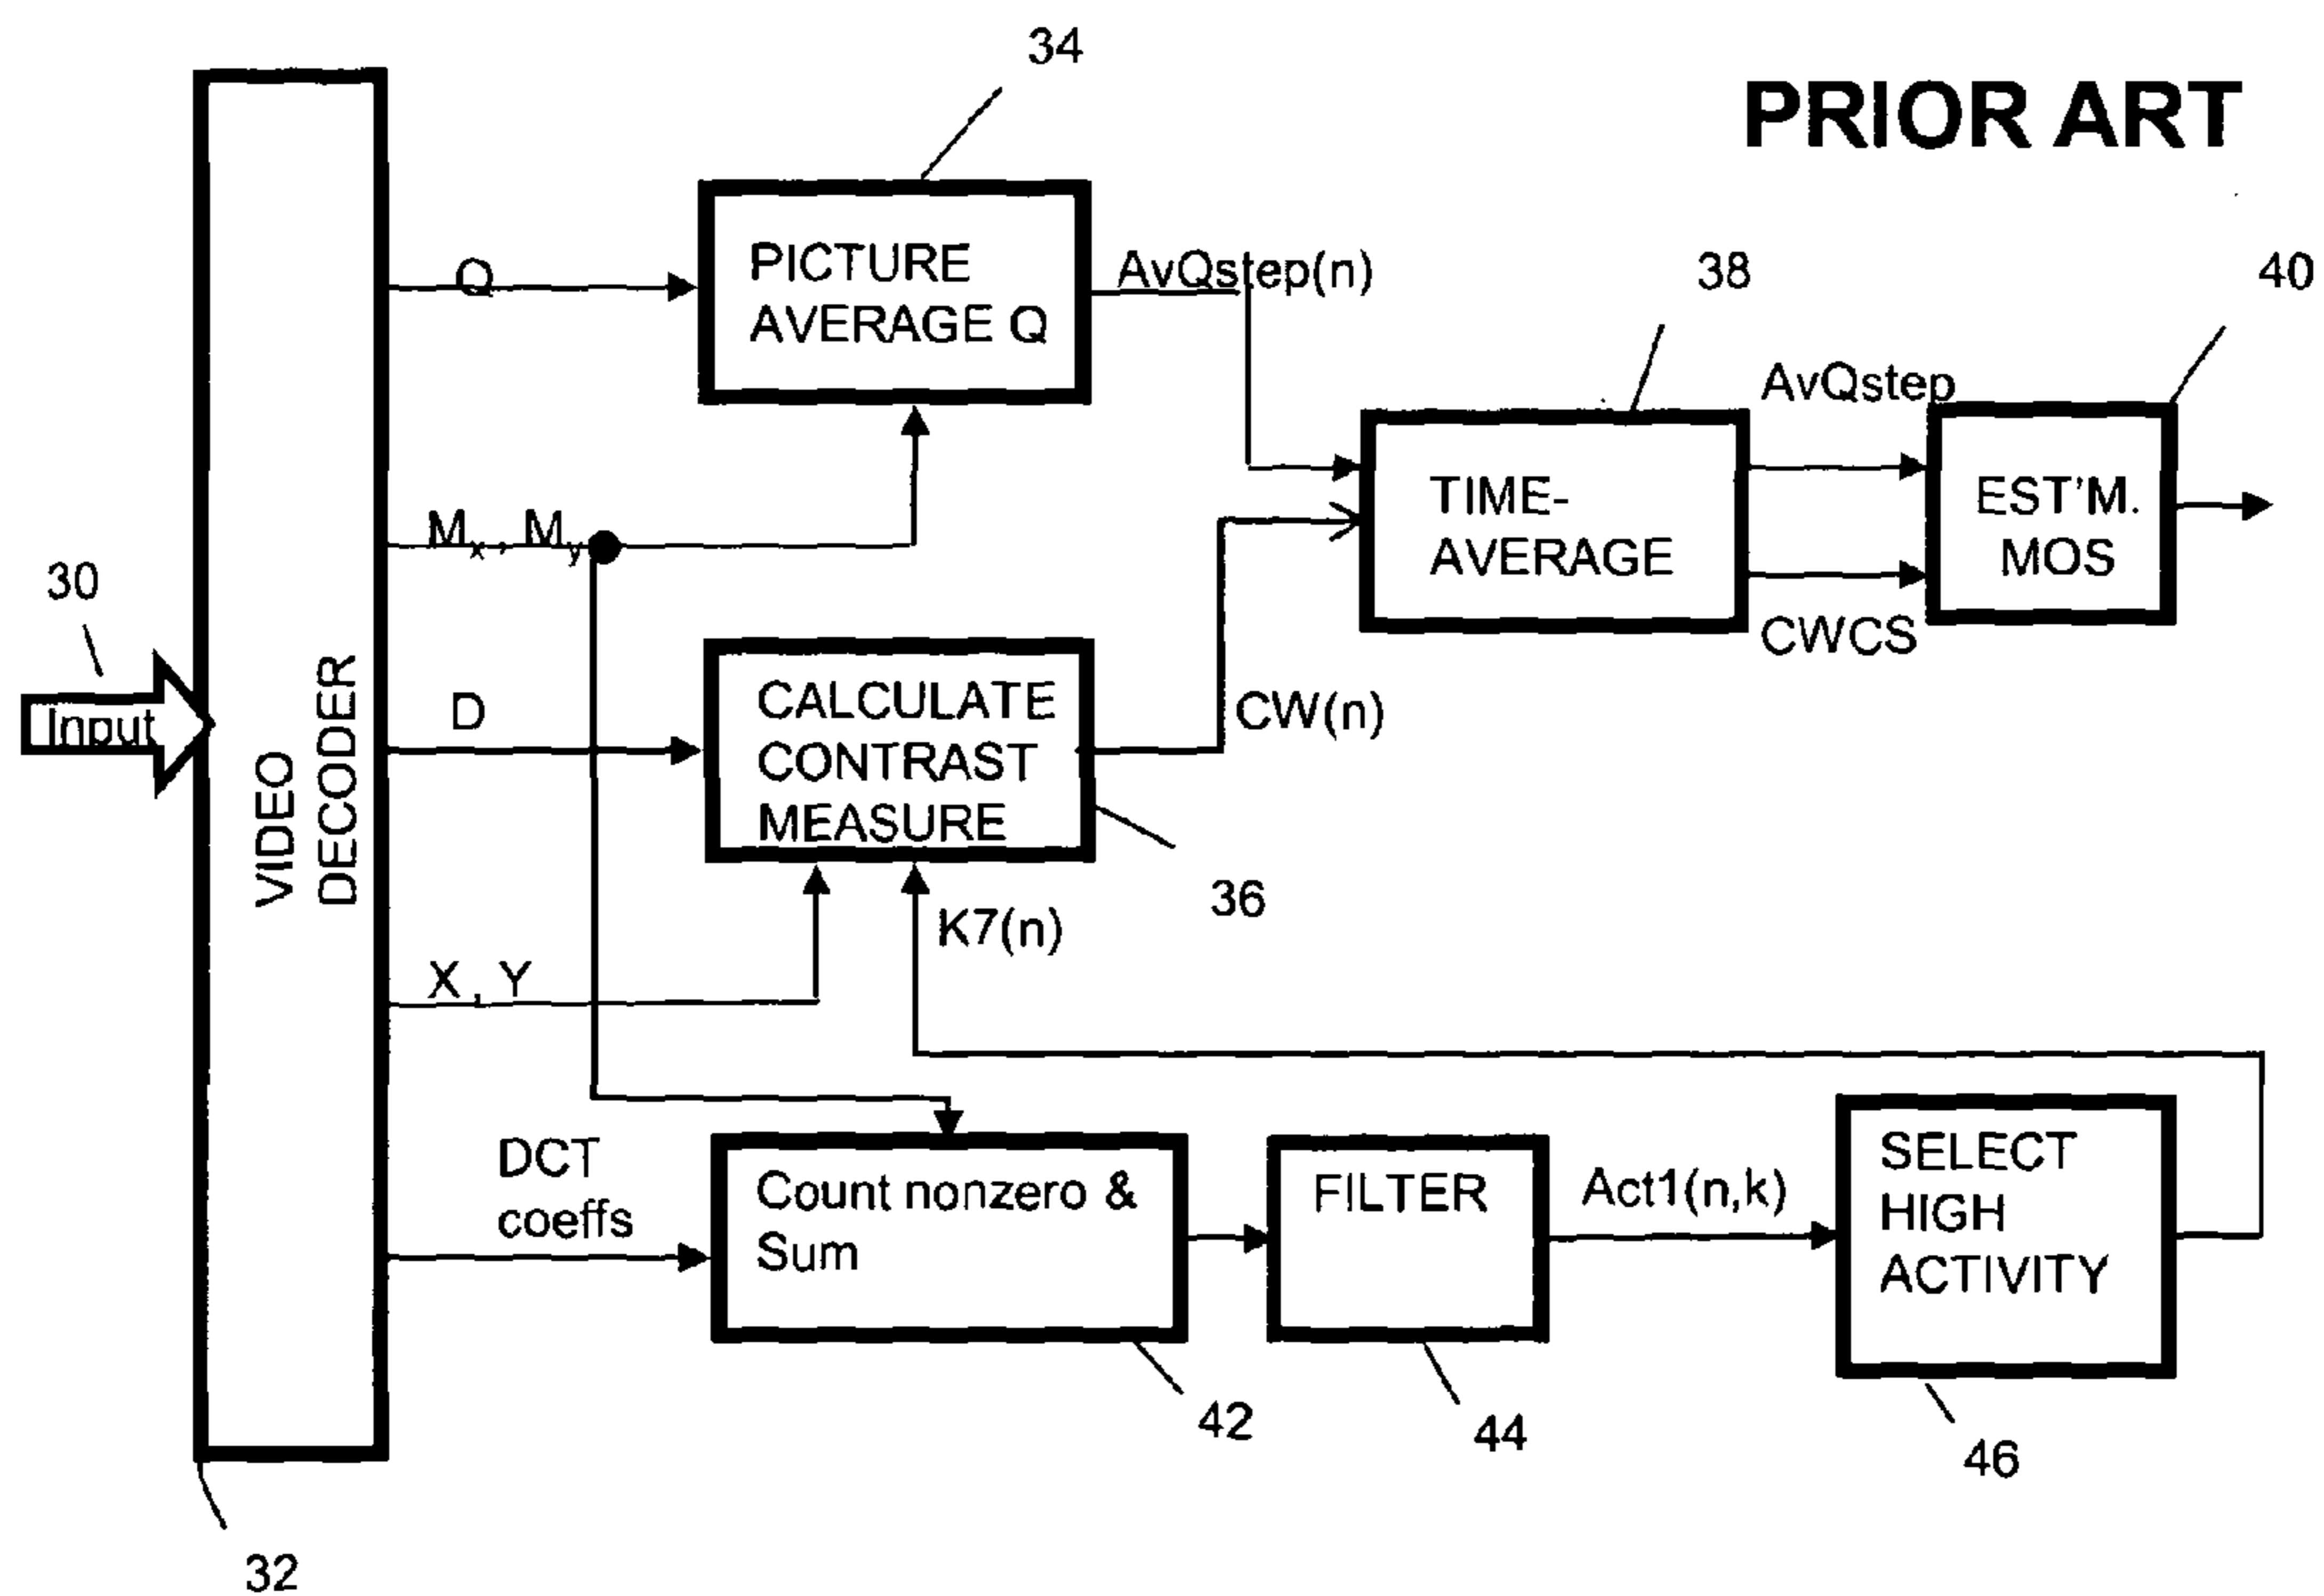 34
PRIOR ART
Q
PICTURE
AVERAGE Q
AvQstep(n)
38
40
AvQstep
Mx , My
TIME-
AVERAGE
EST'M.
MOS
30
CWCS
Input
VIDEO
DECODER
D
CALCULATE
CONTRAST
MEASURE
CW(n)
36
K7(n)
X , Y
DCT
coeffs
Count nonzero &
Sum
FILTER
Act1(n,k)
SELECT
HIGH
ACTIVITY
42
44
46
32